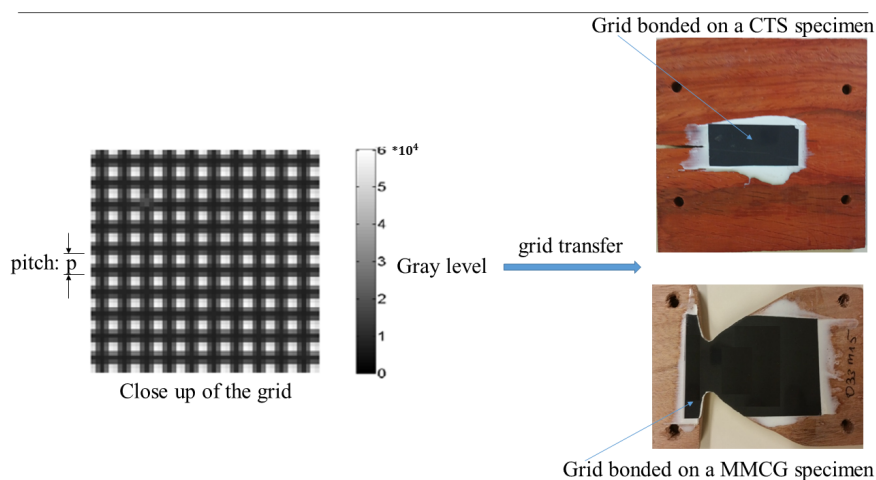 Grid bonded on a CTS specimen
6 *10⁴
5
4
pitch: p
grid transfer
3
Gray level
2
1
0
Close up of the grid
Grid bonded on a MMCG specimen